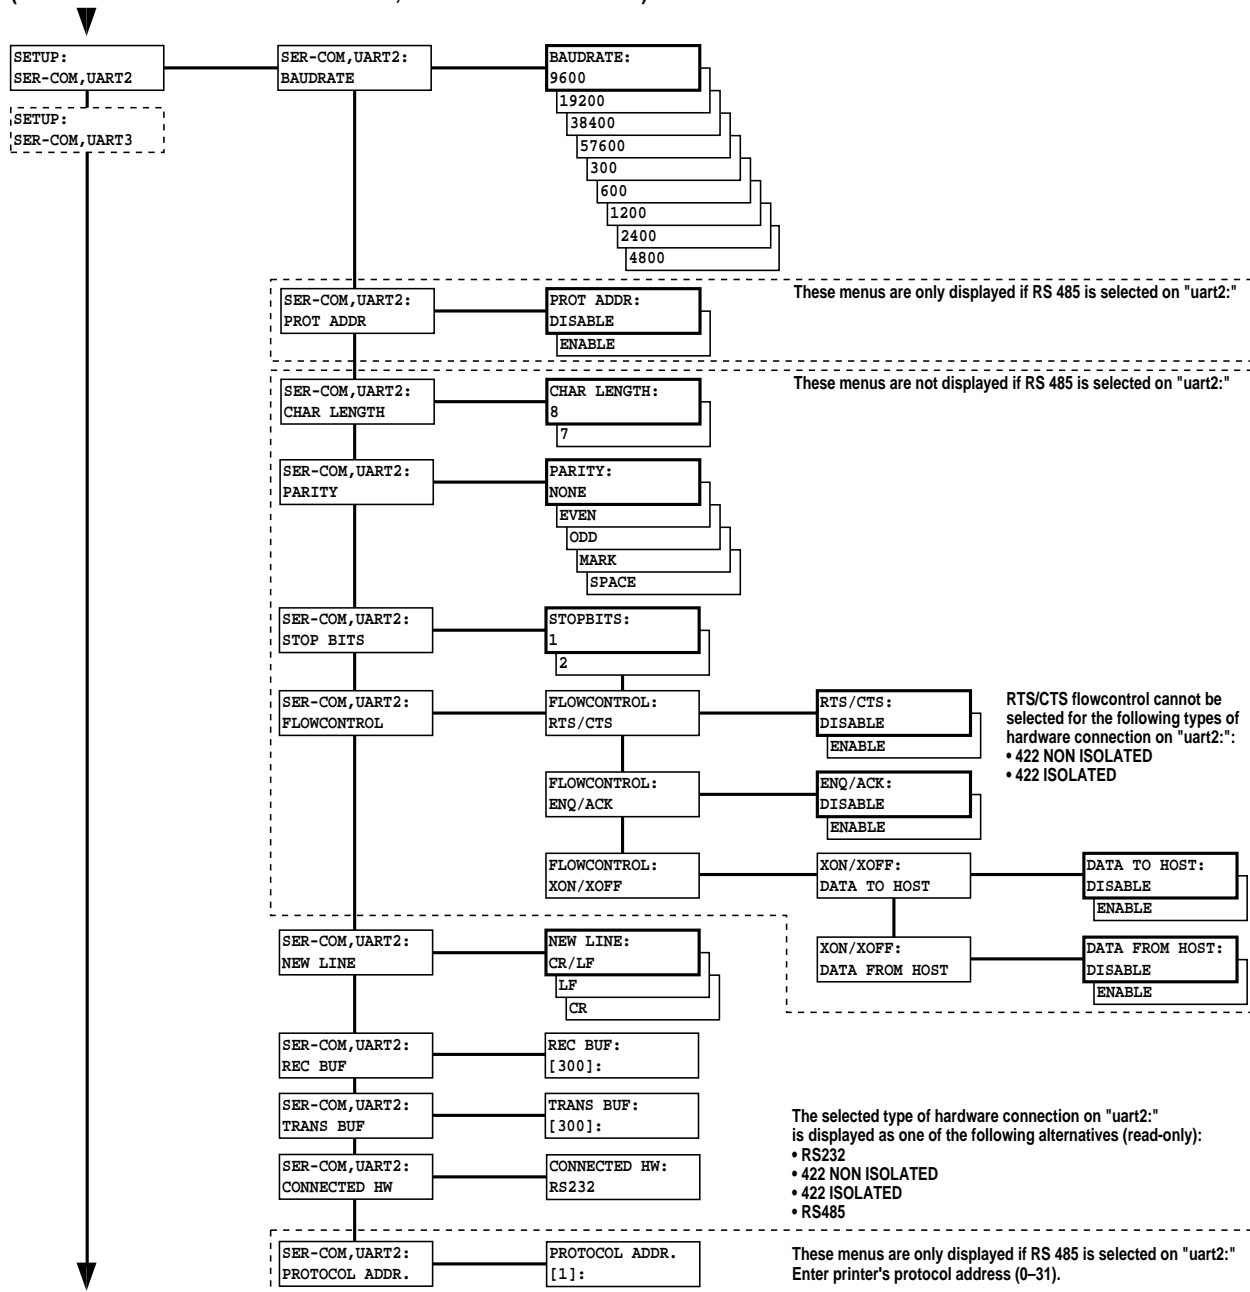 SETUP:
SER-COM,UART2
SER-COM,UART2:
BAUDRATE
BAUDRATE:
9600
19200
38400
57600
300
600
1200
2400
4800
SETUP:
SER-COM,UART3
SER-COM,UART2:
PROT ADDR
PROT ADDR:
DISABLE
ENABLE
These menus are only displayed if RS 485 is selected on "uart2:"
SER-COM,UART2:
CHAR LENGTH
CHAR LENGTH:
8
7
These menus are not displayed if RS 485 is selected on "uart2:"
SER-COM,UART2:
PARITY
PARITY:
NONE
EVEN
ODD
MARK
SPACE
SER-COM,UART2:
STOP BITS
STOPBITS:
1
2
SER-COM,UART2:
FLOWCONTROL
FLOWCONTROL:
RTS/CTS
RTS/CTS:
DISABLE
ENABLE
RTS/CTS flowcontrol cannot be
selected for the following types of
hardware connection on "uart2:":
• 422 NON ISOLATED
• 422 ISOLATED
FLOWCONTROL:
ENQ/ACK
ENQ/ACK:
DISABLE
ENABLE
FLOWCONTROL:
XON/XOFF
XON/XOFF:
DATA TO HOST
DATA TO HOST:
DISABLE
ENABLE
XON/XOFF:
DATA FROM HOST
DATA FROM HOST:
DISABLE
ENABLE
SER-COM,UART2:
NEW LINE
NEW LINE:
CR/LF
LF
CR
SER-COM,UART2:
REC BUF
REC BUF:
[300]:
SER-COM,UART2:
TRANS BUF
TRANS BUF:
[300]:
SER-COM,UART2:
CONNECTED HW
CONNECTED HW:
RS232
The selected type of hardware connection on "uart2:"
is displayed as one of the following alternatives (read-only):
• RS232
• 422 NON ISOLATED
• 422 ISOLATED
• RS485
SER-COM,UART2:
PROTOCOL ADDR.
PROTOCOL ADDR.
[1]:
These menus are only displayed if RS 485 is selected on "uart2:"
Enter printer's protocol address (0–31).